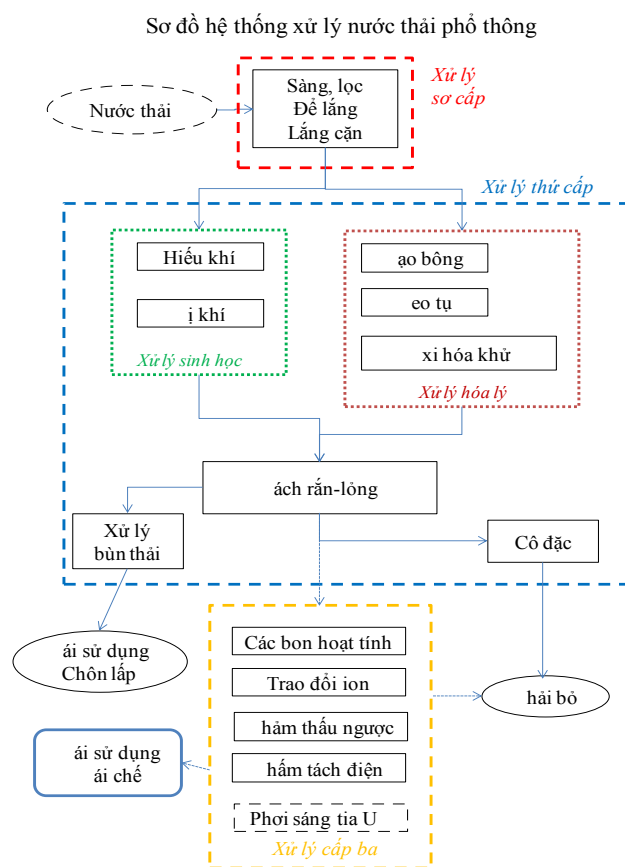 Sơ đồ hệ thống xử lý nước thải phổ thông
Nước thải
Sàng, lọc
Để lắng
Lắng cặn
Xử lý
sơ cấp
Xử lý thứ cấp
Hiếu khí
ị khí
Xử lý sinh học
ạo bông
eo tụ
xi hóa khử
Xử lý hóa lý
ách rắn-lỏng
Xử lý
bùn thải
Cô đặc
ái sử dụng
Chôn lấp
Các bon hoạt tính
Trao đổi ion
hảm thấu ngược
hấm tách điện
Phơi sáng tia U
Xử lý cấp ba
hải bỏ
ái sử dụng
ái chế